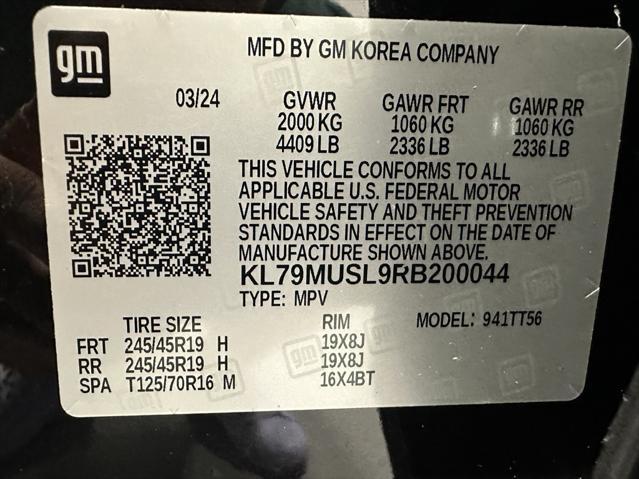 gm
MFD BY GM KOREA COMPANY
03/24 GVWR GAWR FRT GAWR RR
2000 KG 1060 KG 1060 KG
4409 LB 2336 LB 2336 LB
THIS VEHICLE CONFORMS TO ALL
APPLICABLE U.S. FEDERAL MOTOR
VEHICLE SAFETY AND THEFT PREVENTION
STANDARDS IN EFFECT ON THE DATE OF
MANUFACTURE SHOWN ABOVE.
KL79MUSL9RB200044
TYPE: MPV
TIRE SIZE RIM MODEL: 941TT56
FRT 245/45R19 H 19X8J
RR 245/45R19 H 19X8J
SPA T125/70R16 M 16X4BT